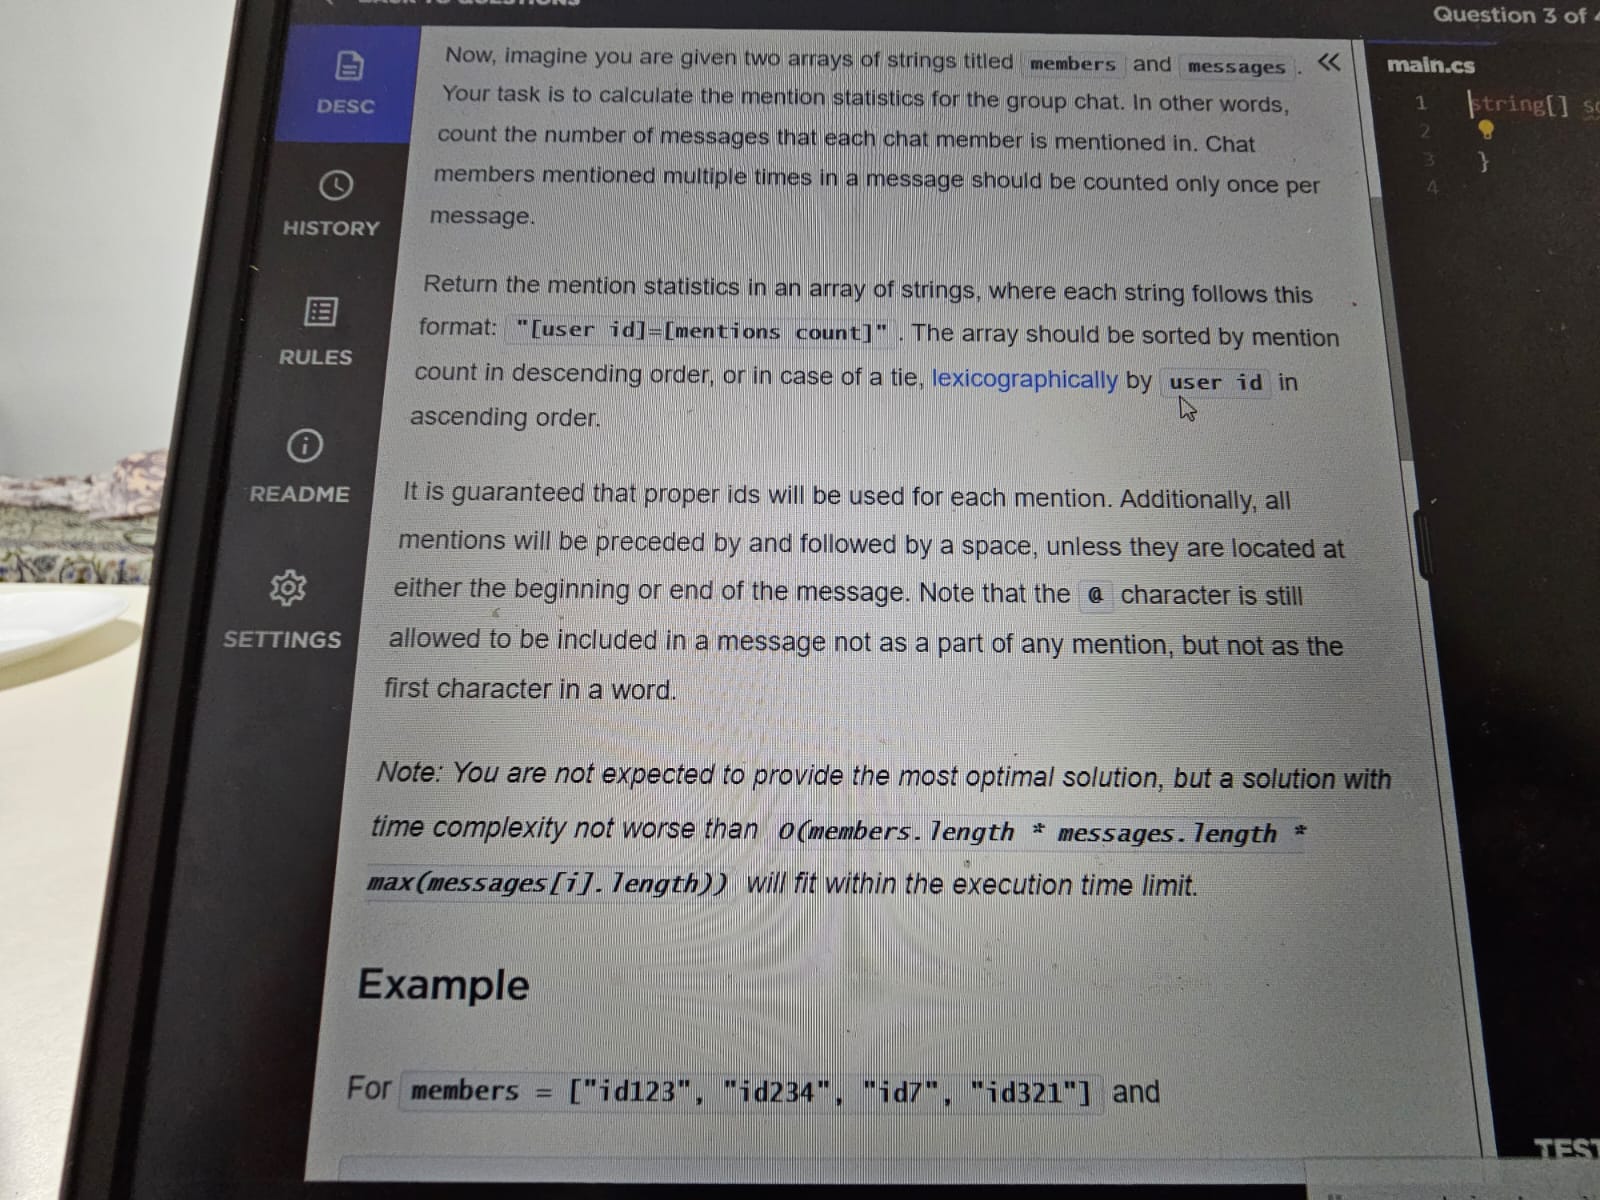 Question 3 of 4
DESC
HISTORY
RULES
README
SETTINGS
Now, imagine you are given two arrays of strings titled members and messages .
Your task is to calculate the mention statistics for the group chat. In other words,
count the number of messages that each chat member is mentioned in. Chat
members mentioned multiple times in a message should be counted only once per
message.
Return the mention statistics in an array of strings, where each string follows this
format: "[user id]=[mentions count]" . The array should be sorted by mention
count in descending order, or in case of a tie, lexicographically by user id in
ascending order.
It is guaranteed that proper ids will be used for each mention. Additionally, all
mentions will be preceded by and followed by a space, unless they are located at
either the beginning or end of the message. Note that the @ character is still
allowed to be included in a message not as a part of any mention, but not as the
first character in a word.
Note: You are not expected to provide the most optimal solution, but a solution with
time complexity not worse than O(members.length * messages.length *
max(messages[i].length)) will fit within the execution time limit.
Example
For members = ["id123", "id234", "id7", "id321"] and
main.cs
1 string[]
2
3 }
4